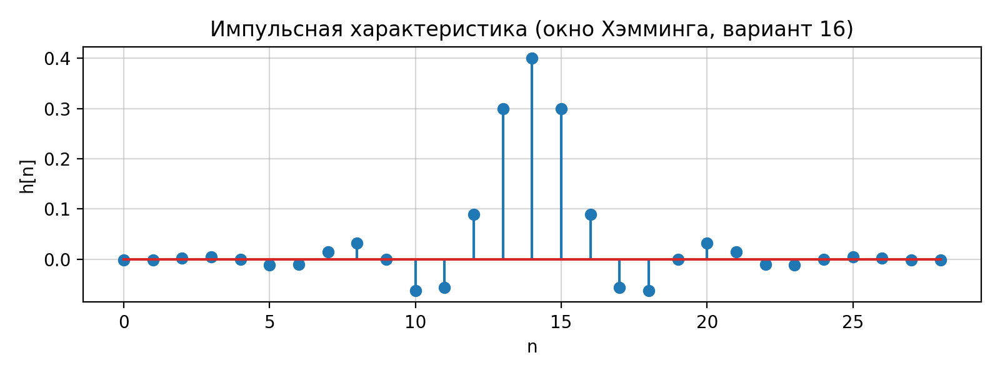 Импульсная характеристика (окно Хэмминга, вариант 16)
0.4
0.3
0.2
0.1
0.0
h[n]
0 5 10 15 20 25
n